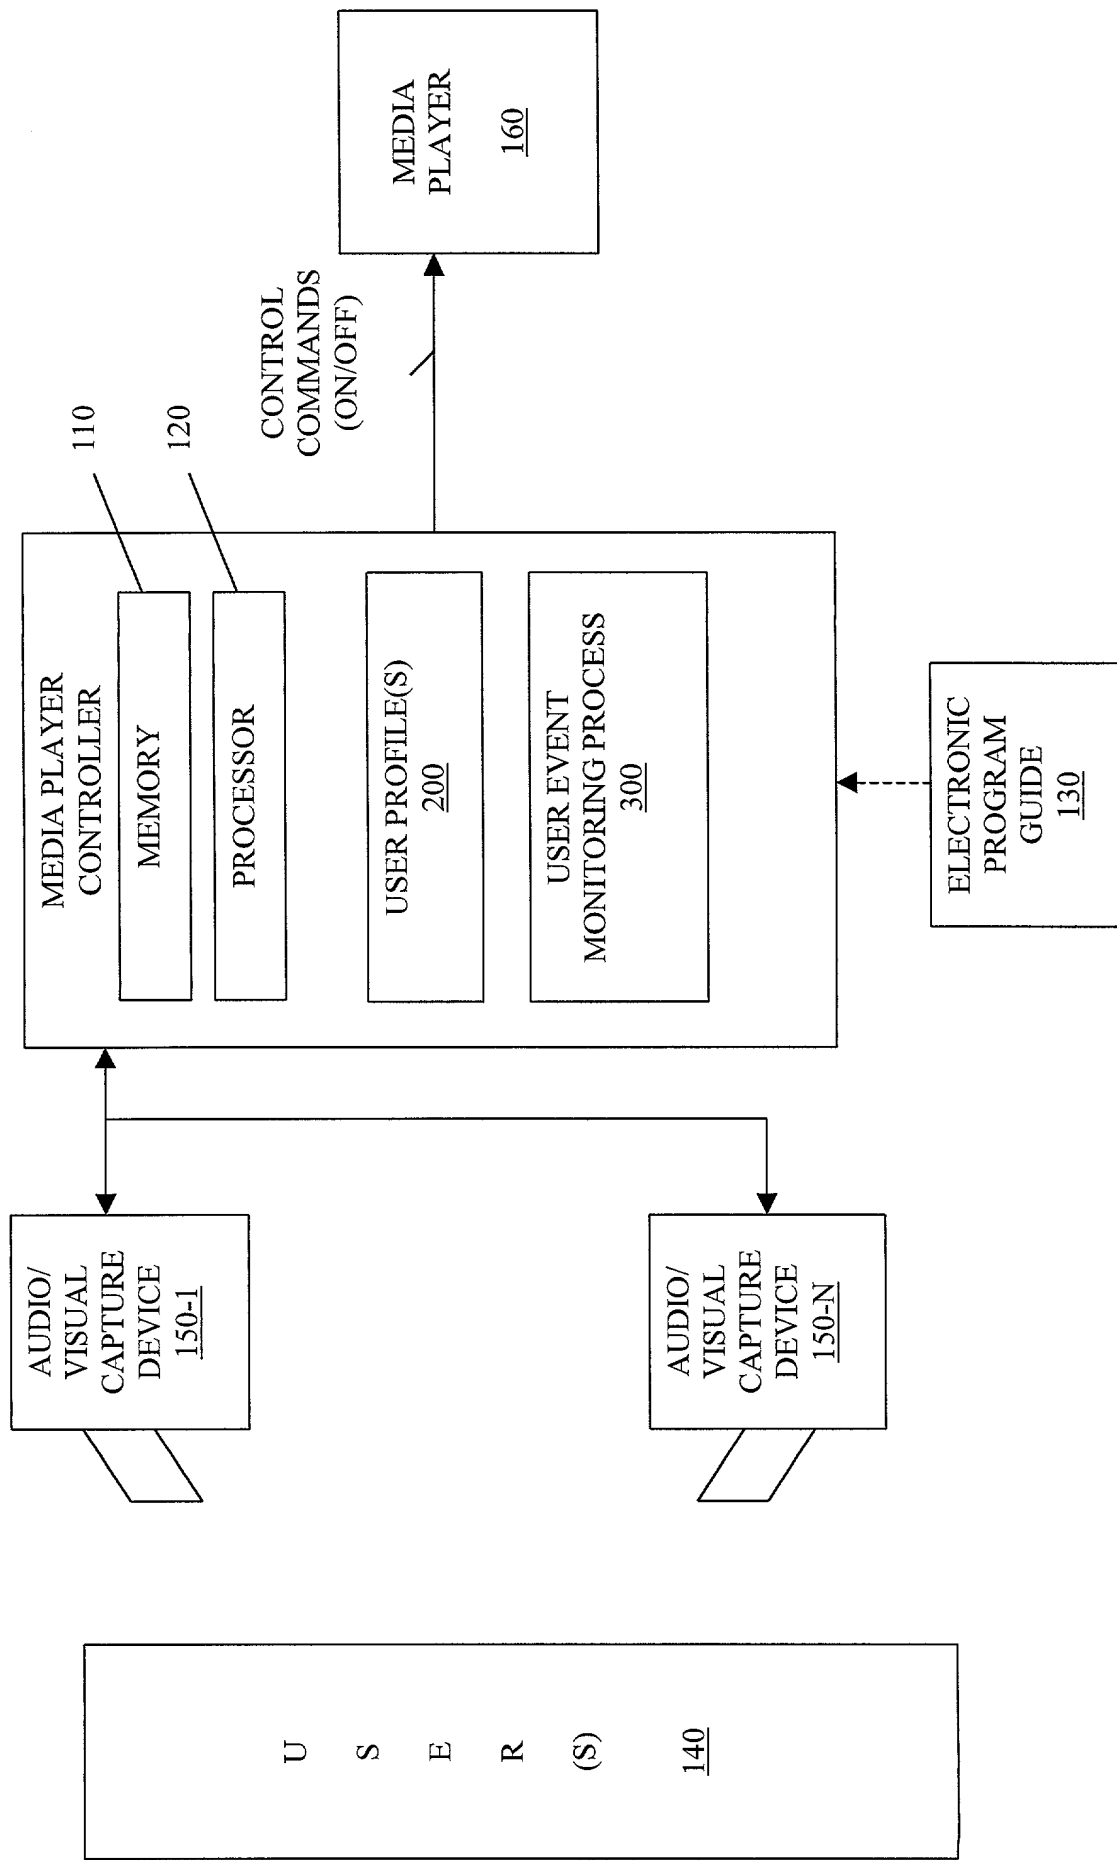 U
S
E
R
(S)
140
AUDIO/
VISUAL
CAPTURE
DEVICE
150-1
AUDIO/
VISUAL
CAPTURE
DEVICE
150-N
MEDIA PLAYER
CONTROLLER
MEMORY
PROCESSOR
USER PROFILE(S)
200
USER EVENT
MONITORING PROCESS
300
110
120
ELECTRONIC
PROGRAM
GUIDE
130
CONTROL
COMMANDS
(ON/OFF)
MEDIA
PLAYER
160